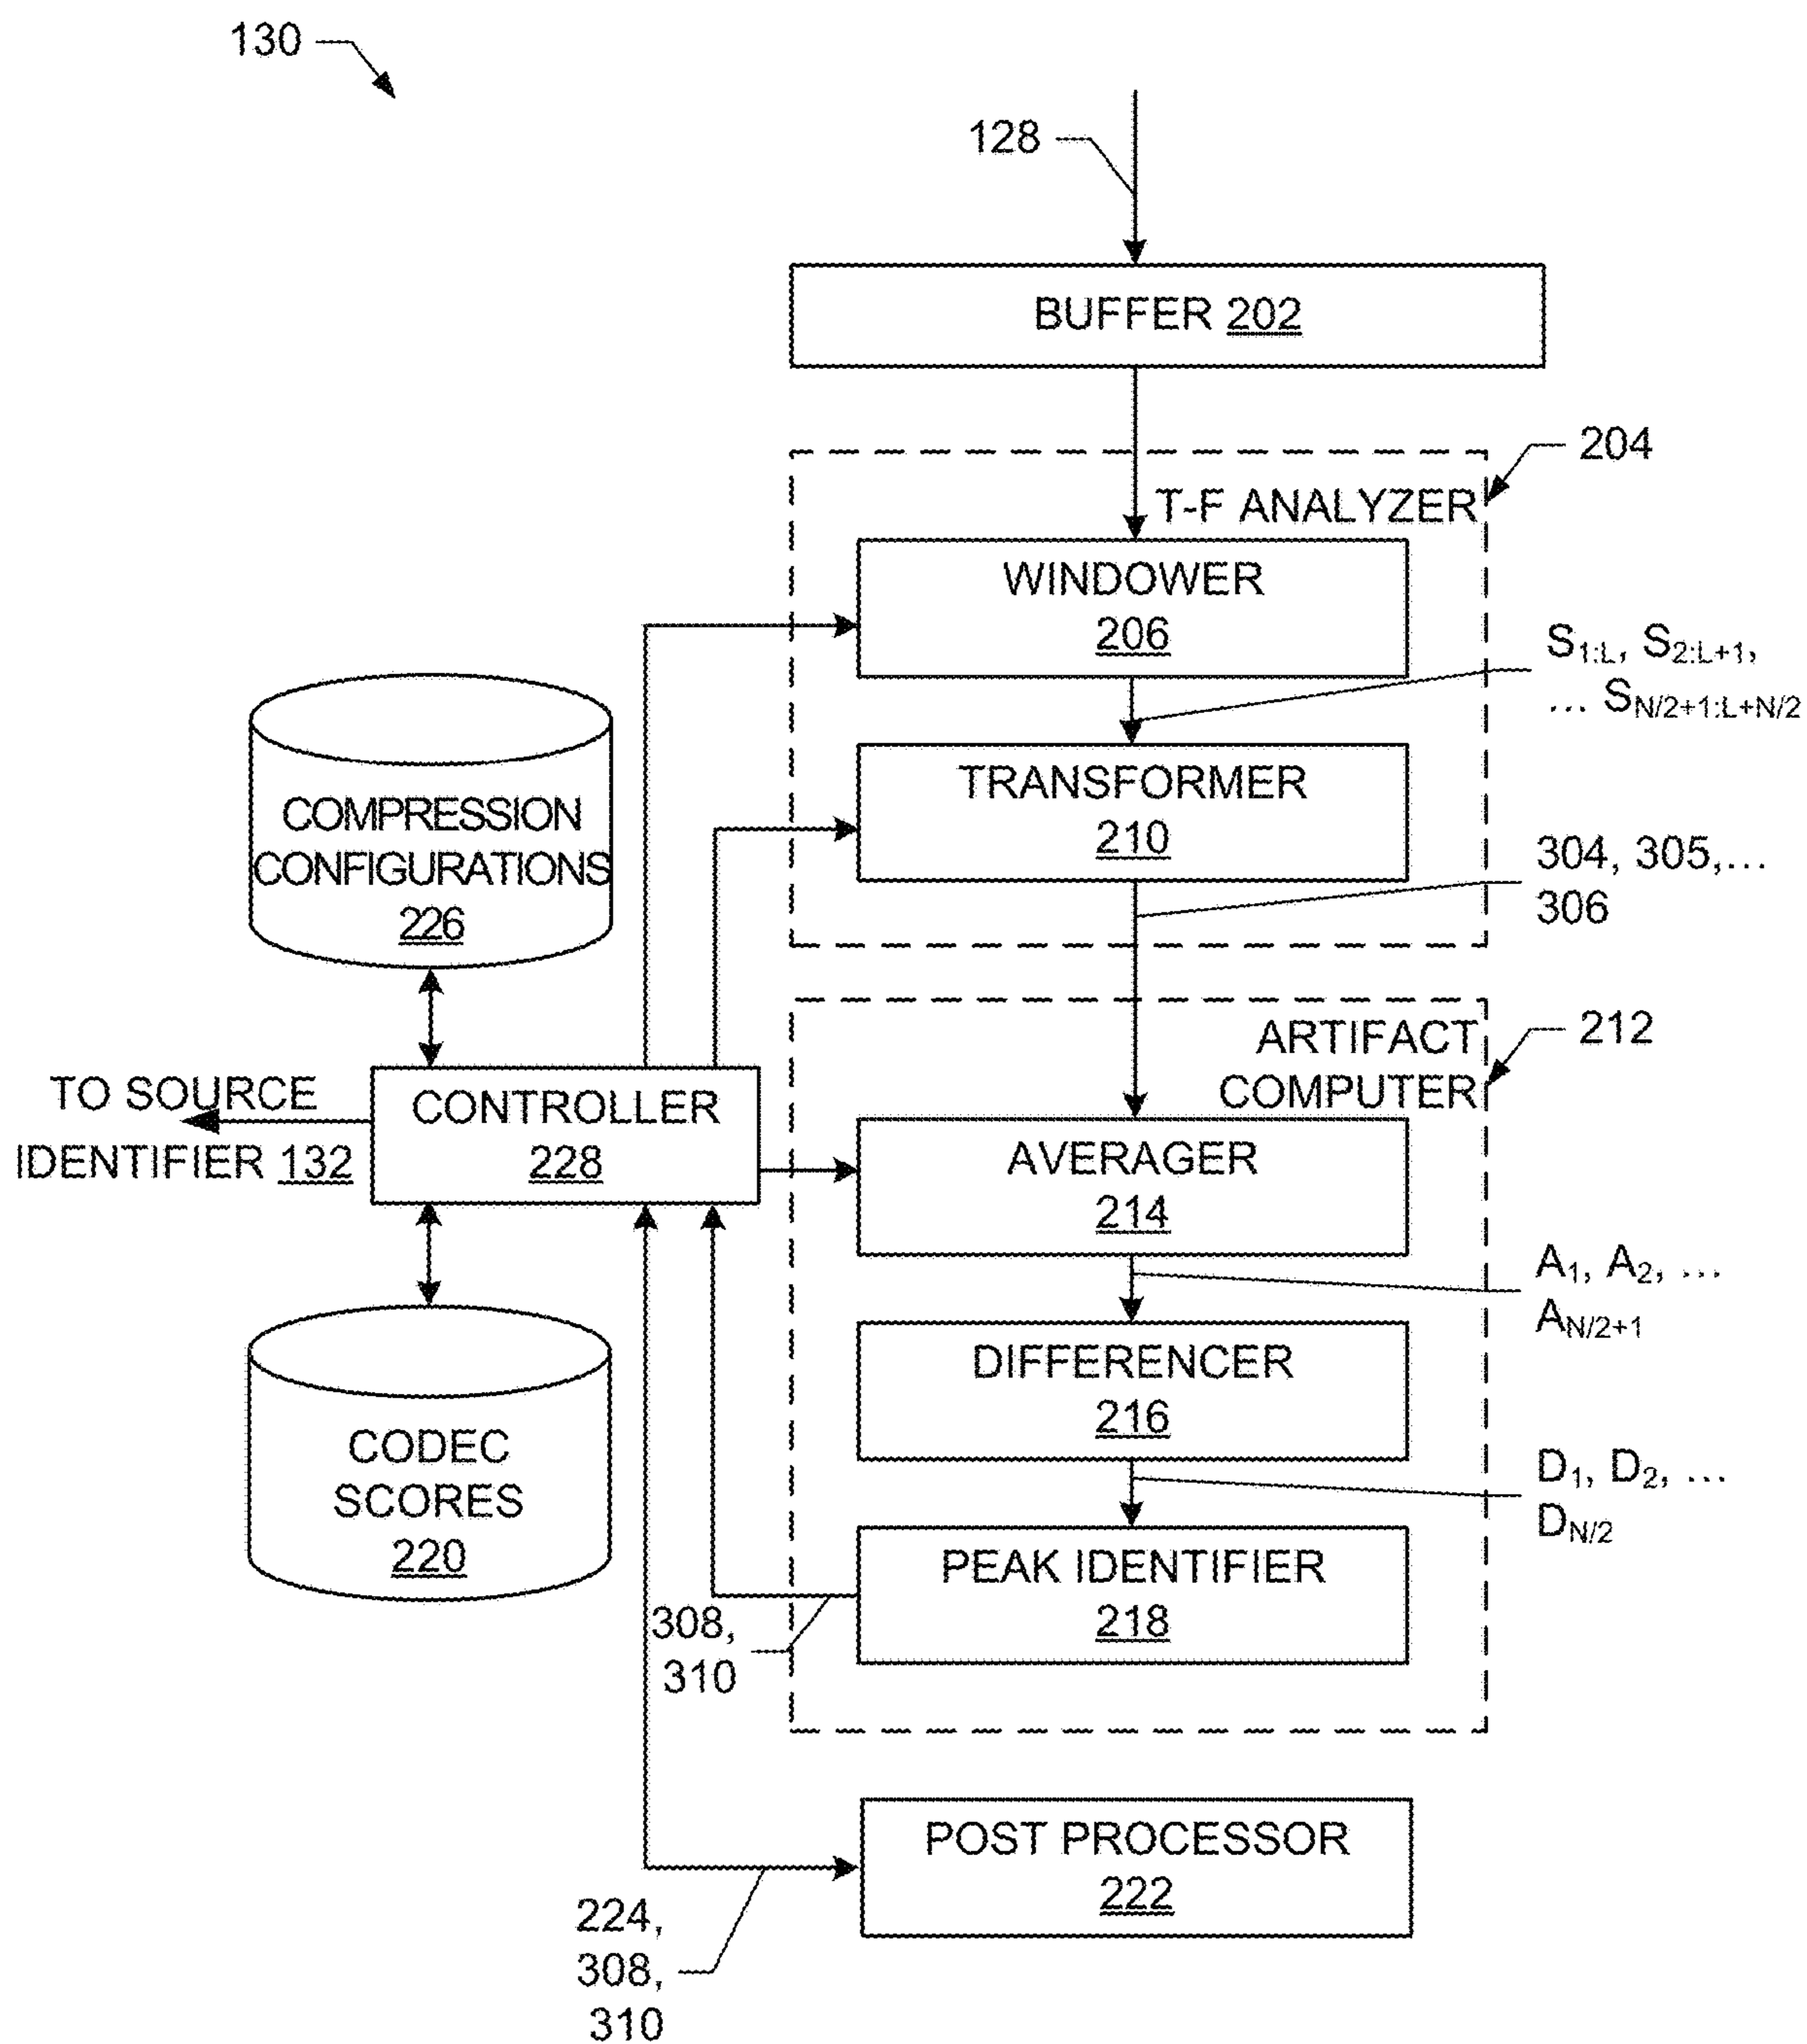 130
128
BUFFER 202
204
T-F ANALYZER
WINDOWER
206
S1:L, S2:L+1,
... SN/2+1:L+N/2
TRANSFORMER
210
304, 305,...
306
COMPRESSION
CONFIGURATIONS
226
ARTIFACT
COMPUTER
212
TO SOURCE
IDENTIFIER 132
CONTROLLER
228
AVERAGER
214
A1, A2, ...
AN/2+1
DIFFERENCER
216
D1, D2, ...
DN/2
CODEC
SCORES
220
PEAK IDENTIFIER
218
308,
310
POST PROCESSOR
222
224,
308,
310